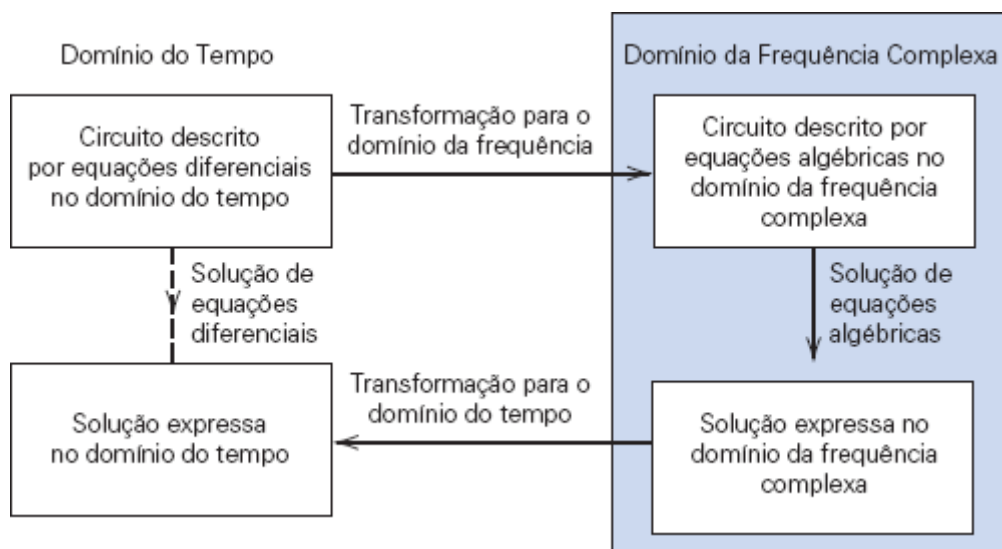 Domínio do Tempo
Domínio da Frequência Complexa
Circuito descrito
por equações diferenciais
no domínio do tempo
Transformação para o
domínio da frequência
Circuito descrito por
equações algébricas no
domínio da frequência
complexa
Solução de
equações
diferenciais
Solução de
equações
algébricas
Solução expressa
no domínio do tempo
Transformação para o
domínio do tempo
Solução expressa no
domínio da frequência
complexa